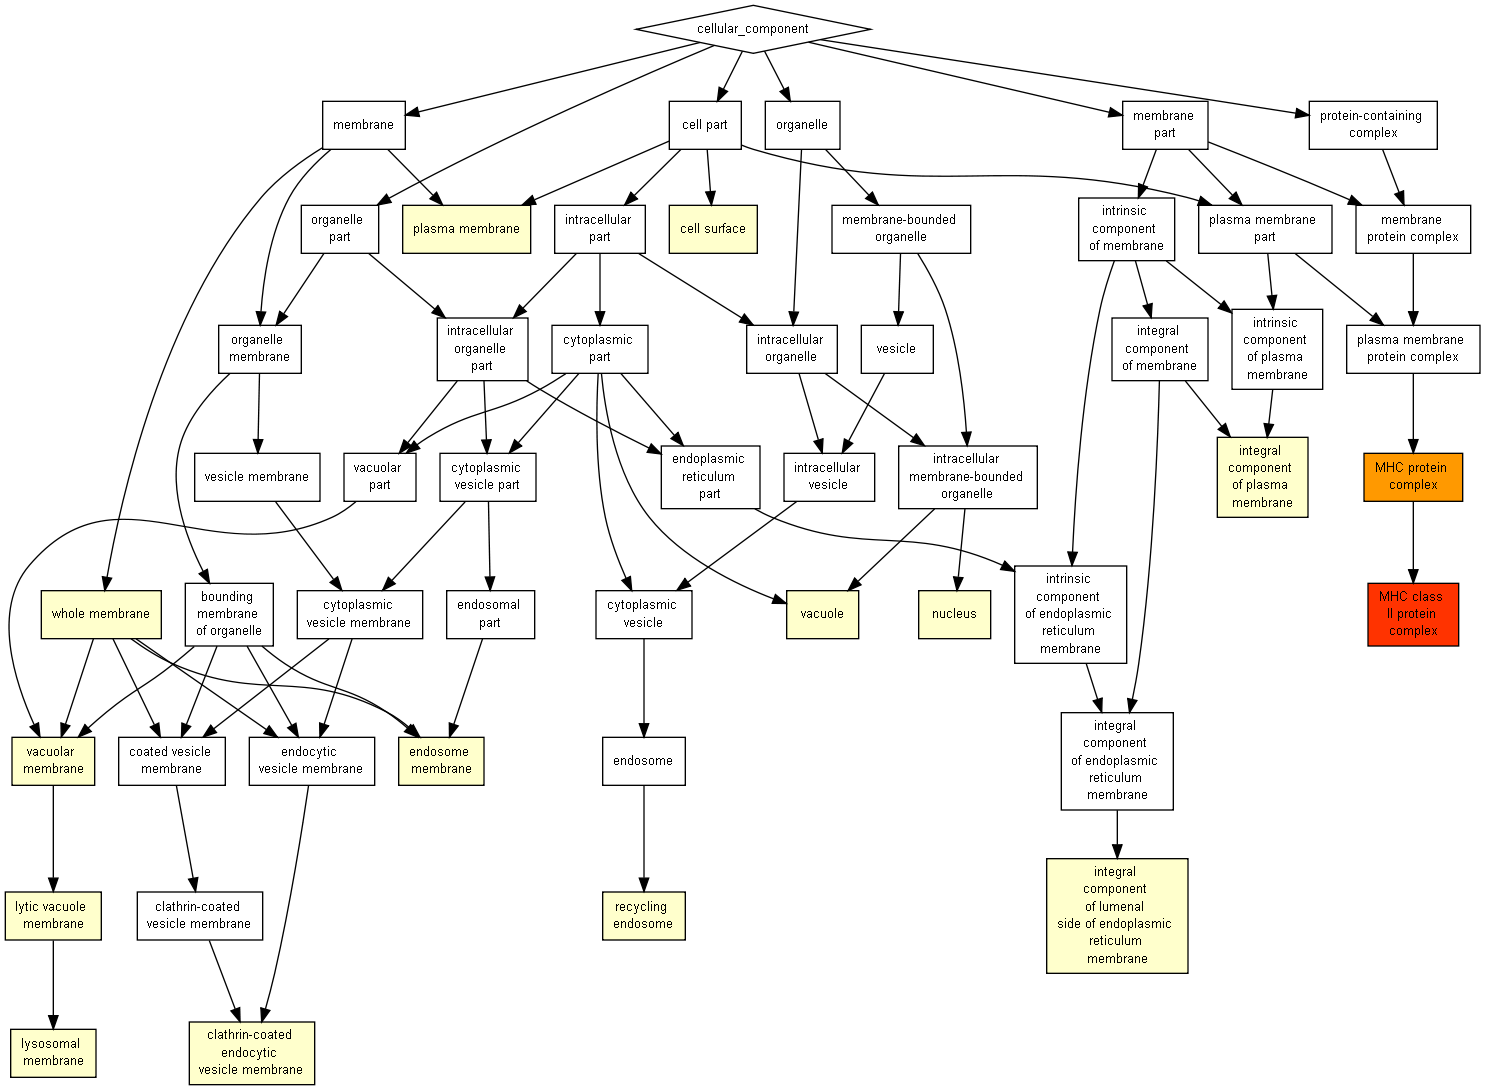 cellular_component
membrane
cell part
organelle
membrane
part
protein-containing
complex
organelle
part
plasma membrane
intracellular
part
cell surface
membrane-bounded
organelle
intrinsic
component
of membrane
plasma membrane
part
membrane
protein complex
organelle
membrane
intracellular
organelle
part
cytoplasmic
part
intracellular
organelle
vesicle
integral
component
of membrane
intrinsic
component
of plasma
membrane
plasma membrane
protein complex
vesicle membrane
vacuolar
part
cytoplasmic
vesicle part
endoplasmic
reticulum
part
intracellular
vesicle
intracellular
membrane-bounded
organelle
integral
component
of plasma
membrane
MHC protein
complex
whole membrane
bounding
membrane
of organelle
cytoplasmic
vesicle membrane
endosomal
part
cytoplasmic
vesicle
vacuole
nucleus
intrinsic
component
of endoplasmic
reticulum
membrane
MHC class
II protein
complex
vacuolar
membrane
coated vesicle
membrane
endocytic
vesicle membrane
endosome
membrane
endosome
integral
component
of endoplasmic
reticulum
membrane
lytic vacuole
membrane
clathrin-coated
vesicle membrane
recycling
endosome
integral
component
of lumenal
side of endoplasmic
reticulum
membrane
lysosomal
membrane
clathrin-coated
endocytic
vesicle membrane